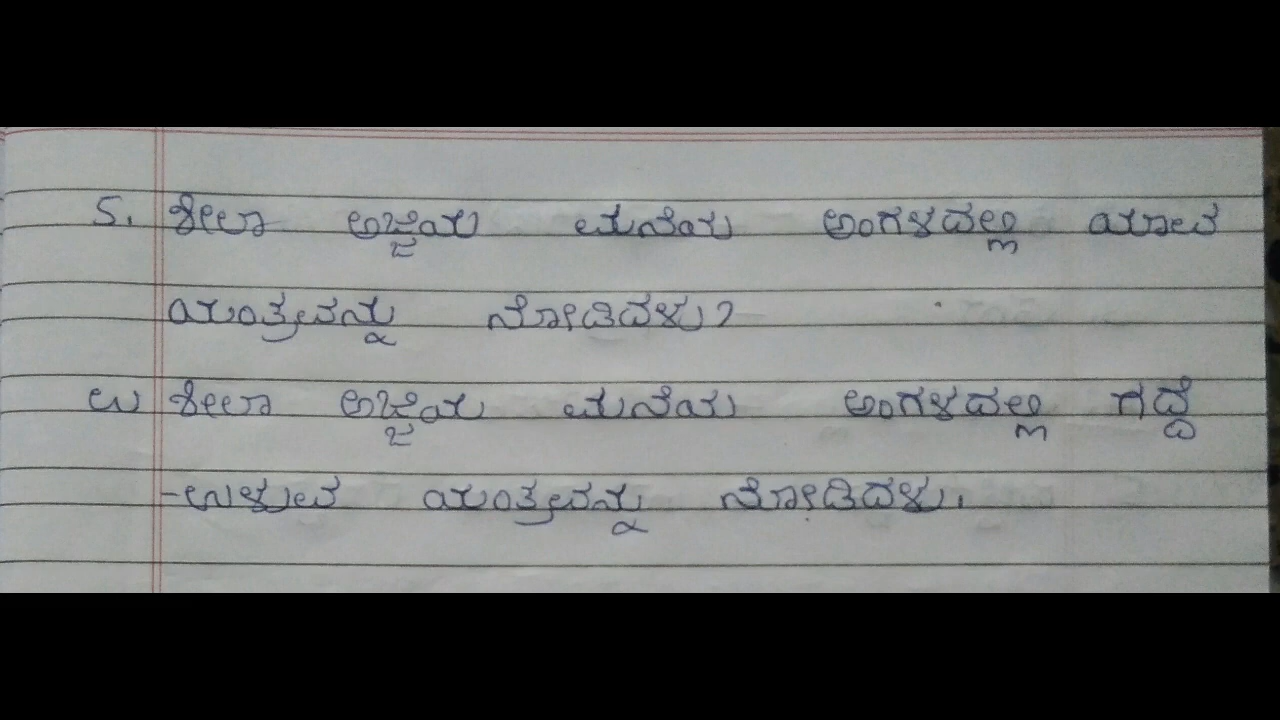 5. ಶೀಲಾ ಅಜ್ಜಿಯ ಮನೆಯ ಅಂಗಳದಲ್ಲಿ ಯಾವ
ಯಂತ್ರವನ್ನು ನೋಡಿದಳು?
ಉ ಶೀಲಾ ಅಜ್ಜಿಯ ಮನೆಯ ಅಂಗಳದಲ್ಲಿ ಗದ್ದೆ
-ಉಳುವ ಯಂತ್ರವನ್ನು ನೋಡಿದಳು.